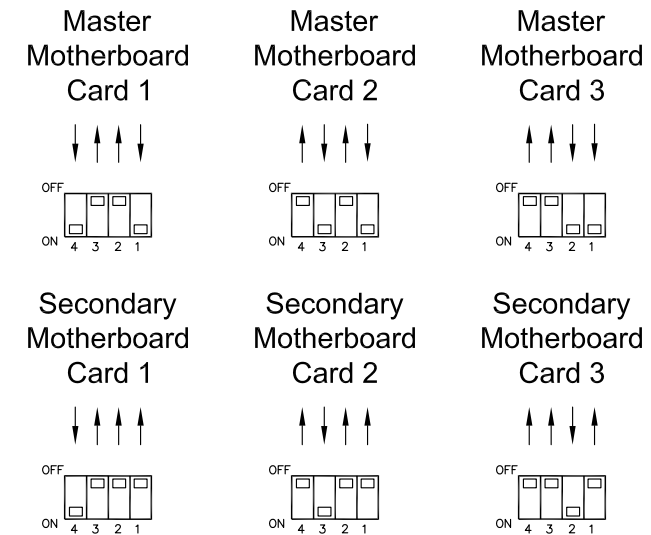 Master
Motherboard
Card 1
OFF
ON
4 3 2 1
Master
Motherboard
Card 2
OFF
ON
4 3 2 1
Master
Motherboard
Card 3
OFF
ON
4 3 2 1
Secondary
Motherboard
Card 1
OFF
ON
4 3 2 1
Secondary
Motherboard
Card 2
OFF
ON
4 3 2 1
Secondary
Motherboard
Card 3
OFF
ON
4 3 2 1